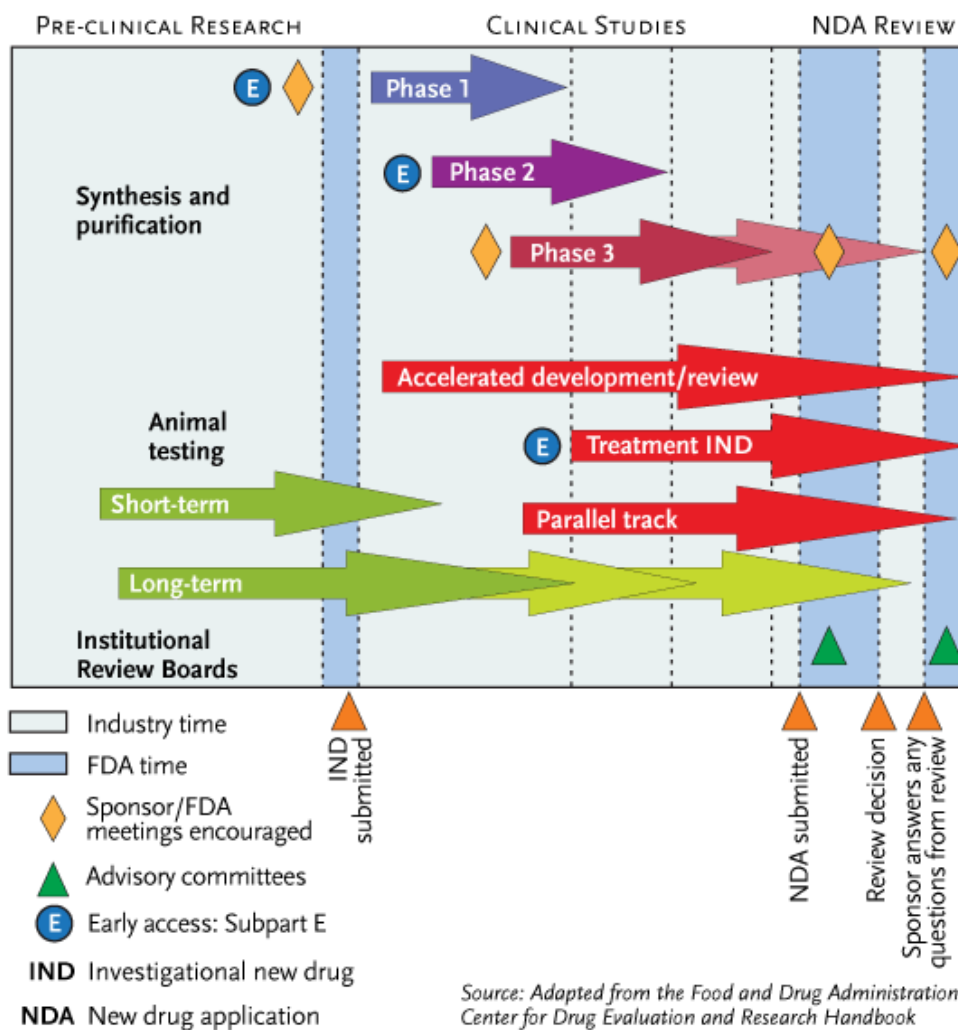 PRE-CLINICAL RESEARCH
CLINICAL STUDIES
NDA REVIEW
E
Phase 1
E
Phase 2
Synthesis and
purification
Phase 3
Accelerated development/review
Animal
testing
E
Treatment IND
Short-term
Parallel track
Long-term
Institutional
Review Boards
Industry time
FDA time
Sponsor/FDA
meetings encouraged
Advisory committees
E
Early access: Subpart E
IND Investigational new drug
NDA New drug application
IND
submitted
NDA submitted
Review decision
Sponsor answers any
questions from review
Source: Adapted from the Food and Drug Administration
Center for Drug Evaluation and Research Handbook